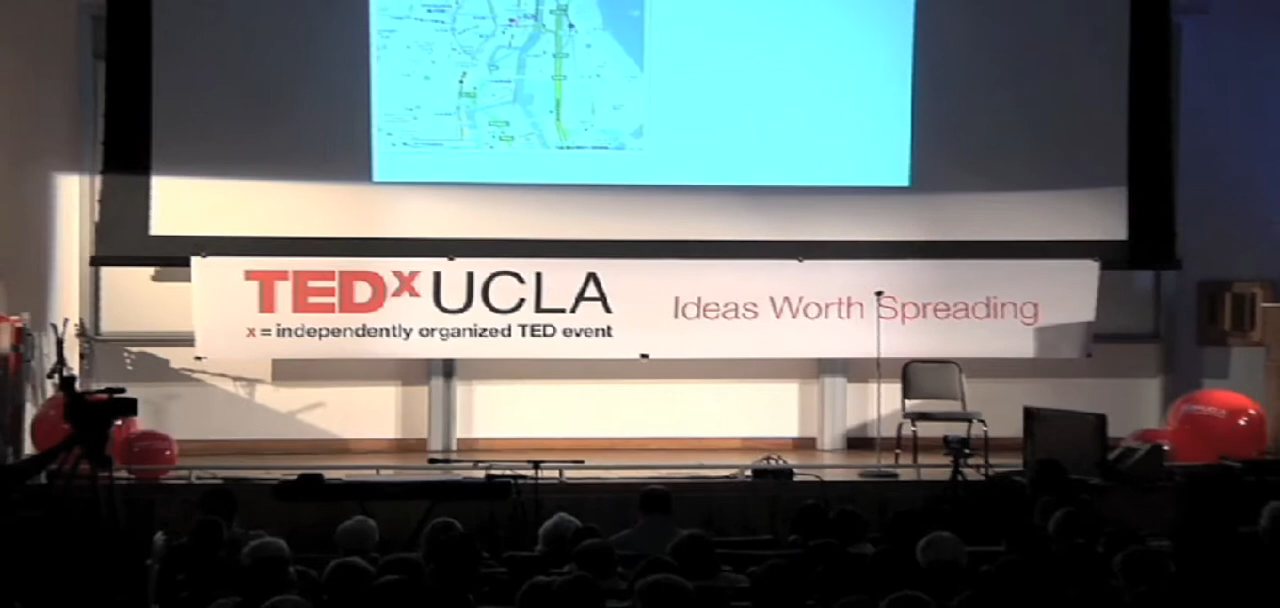 TEDx UCLA
x = independently organized TED event
Ideas Worth Spreading